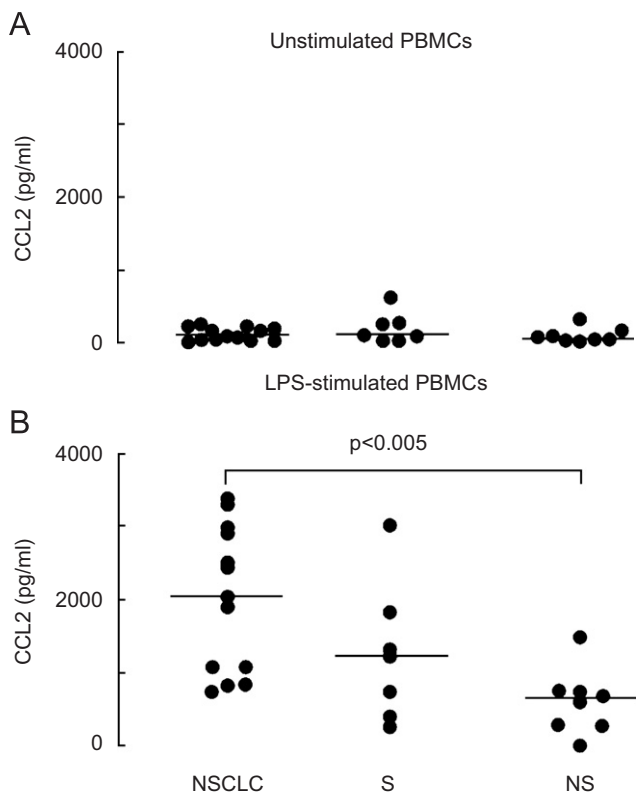 A
Unstimulated PBMCs
4000
2000
0
CCL2 (pg/ml)
LPS-stimulated PBMCs
B
p<0.005
4000
2000
0
CCL2 (pg/ml)
NSCLC S NS